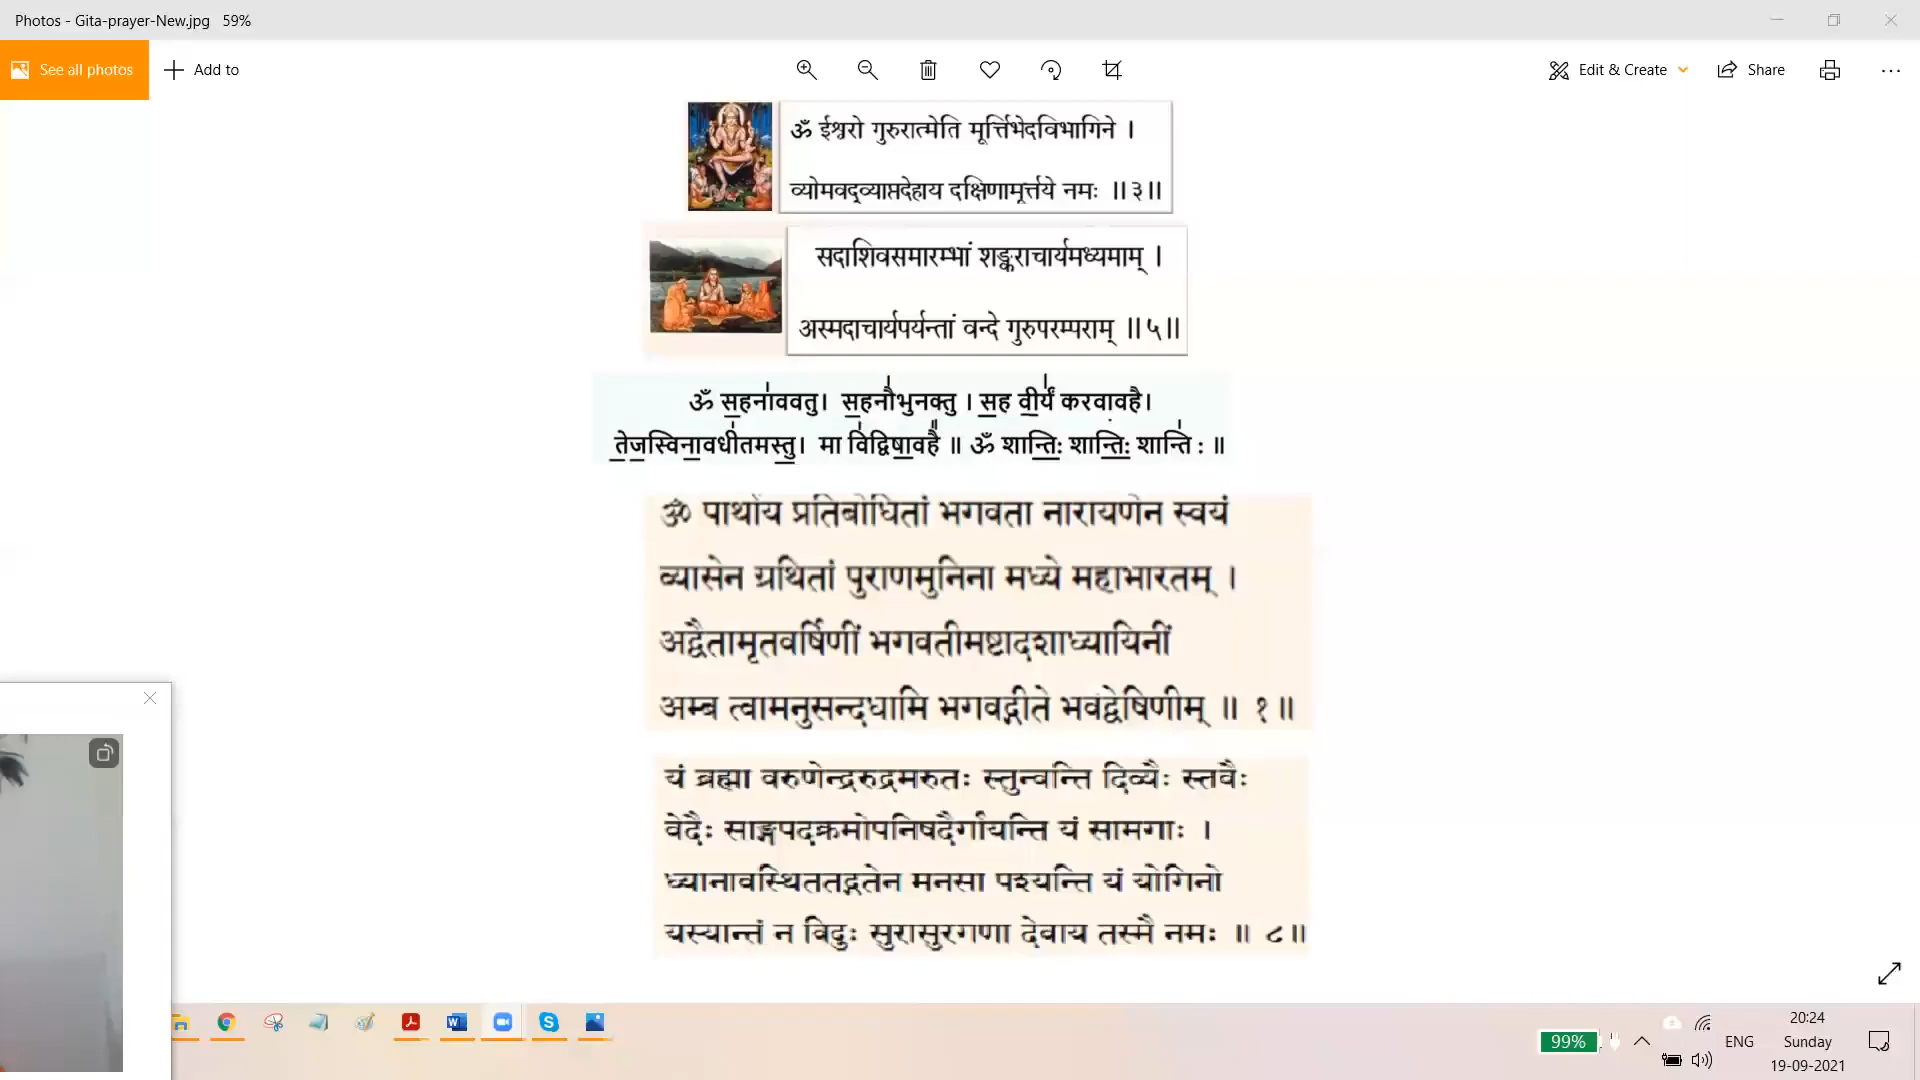 Photos - Gita-prayer-New.jpg 59%
See all photos
Add to
Edit & Create
Share
ॐ ईश्वरो गुरुरात्मेति मूर्त्तिभेदविभागिने ।
व्योमवद्व्याप्तदेहाय दक्षिणामूर्त्तये नमः ॥३॥
सदाशिवसमारम्भां शङ्कराचार्यमध्यमाम् ।
अस्मदाचार्यपर्यन्तां वन्दे गुरुपरम्पराम् ॥५॥
ॐ स॒हना॑ववतु। स॒हनौ॑भुनक्तु । स॒ह वी॒र्यं॑ करवावहै।
ते॒ज॒स्विना॒वधी॑तमस्तु॒। मा वि॑द्विषा॒वहै॑॑ ॥ ॐ शान्तिः॒ शान्तिः॒ शान्ति॑ : ॥
ॐ पार्थाय प्रतिबोधितां भगवता नारायणेन स्वयं
व्यासेन ग्रथितां पुराणमुनिना मध्ये महाभारतम् ।
अद्वैतामृतवर्षिणीं भगवतीमष्टादशाध्यायिनीं
अम्ब त्वामनुसन्दधामि भगवद्गीते भवद्वेषिणीम् ॥ १॥
यं ब्रह्मा वरुणेन्द्ररुद्रमरुतः स्तुन्वन्ति दिव्यैः स्तवैः
वेदैः साङ्गपदक्रमोपनिषदैर्गायन्ति यं सामगाः ।
ध्यानावस्थिततद्गतेन मनसा पश्यन्ति यं योगिनो
यस्यान्तं न विदुः सुरासुरगणा देवाय तस्मै नमः ॥ ८॥
99%
ENG
20:24
Sunday
19-09-2021